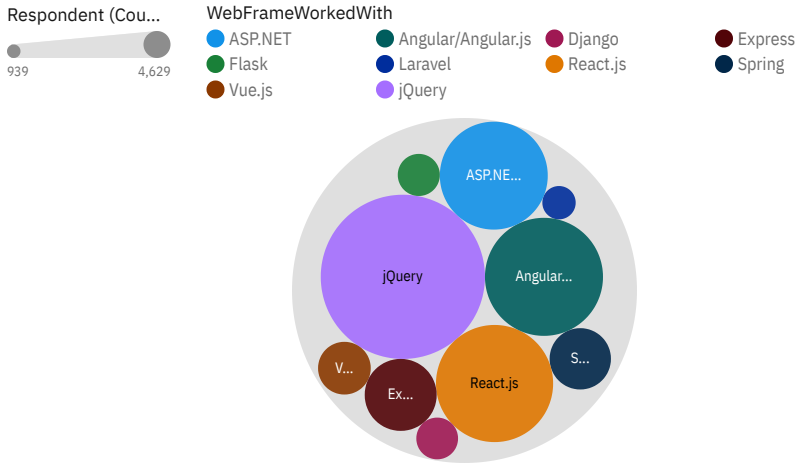 Respondent (Cou...
939 4,629
WebFrameWorkedWith
ASP.NET Angular/Angular.js Django Express
Flask Laravel React.js Spring
Vue.js jQuery
ASP.NE...
jQuery
Angular...
S...
V...
React.js
Ex...